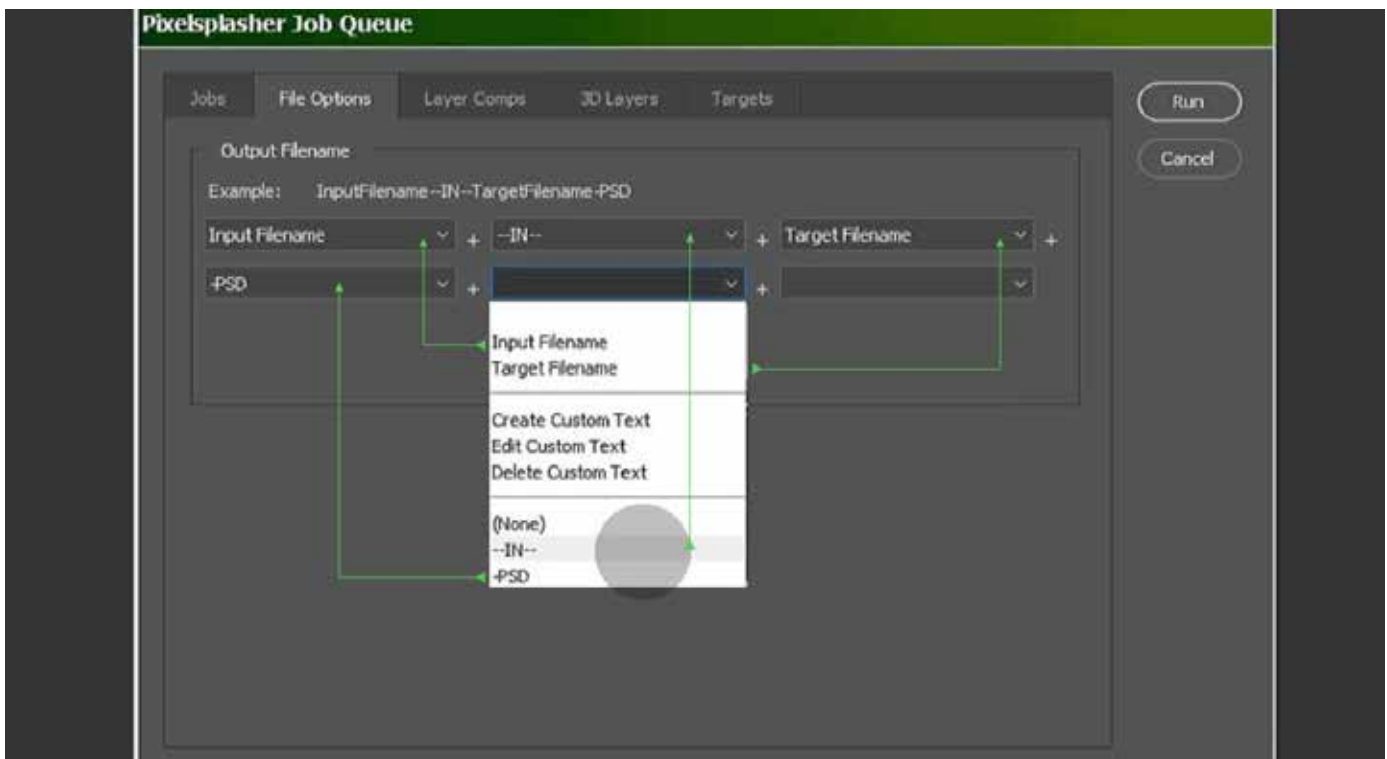 Pixelsplasher Job Queue
Jobs File Options Layer Comps 3D Layers Targets
Run
Output Filename
Cancel
Example: InputFilename--IN--TargetFilename-PSD
Input Filename + --IN-- + Target Filename +
-PSD + +
Input Filename
Target Filename
Create Custom Text
Edit Custom Text
Delete Custom Text
(None)
--IN--
-PSD